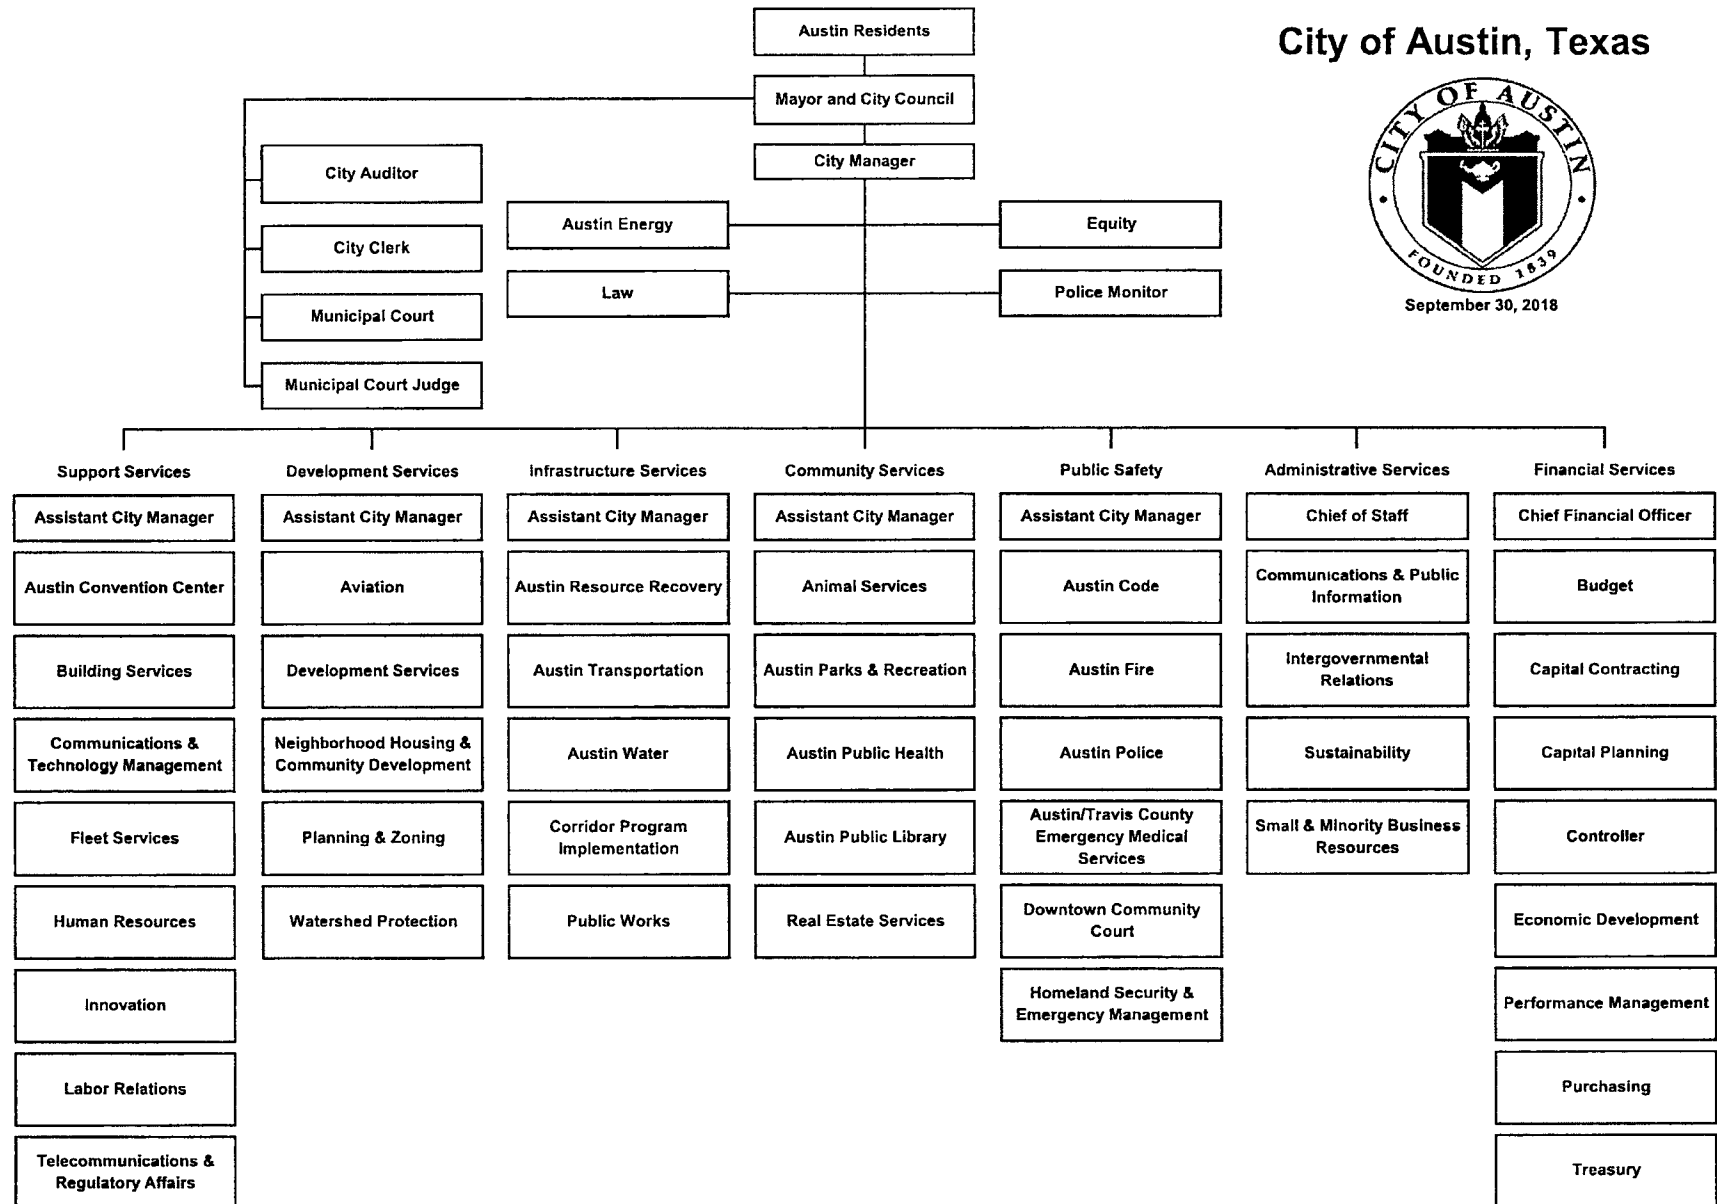 Austin Residents
City of Austin, Texas
Mayor and City Council
City Manager
CITY OF AUSTIN
FOUNDED 1839
September 30, 2018
City Auditor
City Clerk
Municipal Court
Municipal Court Judge
Austin Energy
Equity
Law
Police Monitor
Support Services
Assistant City Manager
Austin Convention Center
Building Services
Communications &
Technology Management
Fleet Services
Human Resources
Innovation
Labor Relations
Telecommunications &
Regulatory Affairs
Development Services
Assistant City Manager
Aviation
Development Services
Neighborhood Housing &
Community Development
Planning & Zoning
Watershed Protection
Infrastructure Services
Assistant City Manager
Austin Resource Recovery
Austin Transportation
Austin Water
Corridor Program
Implementation
Public Works
Community Services
Assistant City Manager
Animal Services
Austin Parks & Recreation
Austin Public Health
Austin Public Library
Real Estate Services
Public Safety
Assistant City Manager
Austin Code
Austin Fire
Austin Police
Austin/Travis County
Emergency Medical
Services
Downtown Community
Court
Homeland Security &
Emergency Management
Administrative Services
Chief of Staff
Communications & Public
Information
Intergovernmental
Relations
Sustainability
Small & Minority Business
Resources
Financial Services
Chief Financial Officer
Budget
Capital Contracting
Capital Planning
Controller
Economic Development
Performance Management
Purchasing
Treasury